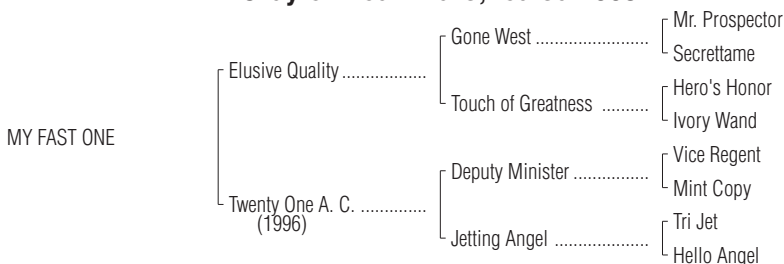 Mr. Prospector
Gone West
Secrettame
Elusive Quality
Hero's Honor
Touch of Greatness
Ivory Wand
MY FAST ONE
Vice Regent
Deputy Minister
Mint Copy
Twenty One A. C.
(1996)
Tri Jet
Jetting Angel
Hello Angel